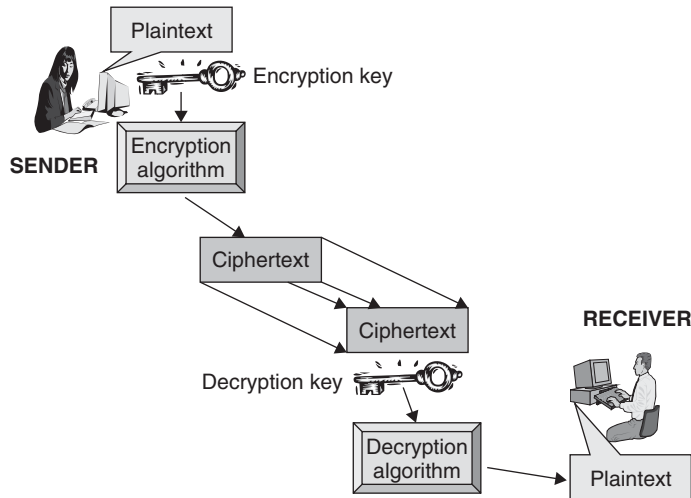 Plaintext
Encryption key
Encryption
algorithm
SENDER
Ciphertext
Ciphertext
RECEIVER
Decryption key
Decryption
algorithm
Plaintext